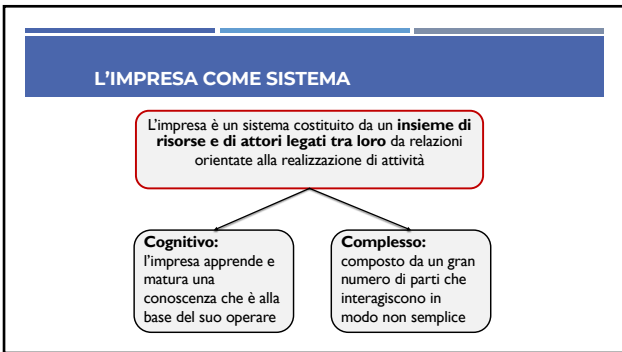 L'IMPRESA COME SISTEMA
L'impresa è un sistema costituito da un insieme di
risorse e di attori legati tra loro da relazioni
orientate alla realizzazione di attività
Cognitivo:
l'impresa apprende e
matura una
conoscenza che è alla
base del suo operare
Complesso:
composto da un gran
numero di parti che
interagiscono in
modo non semplice